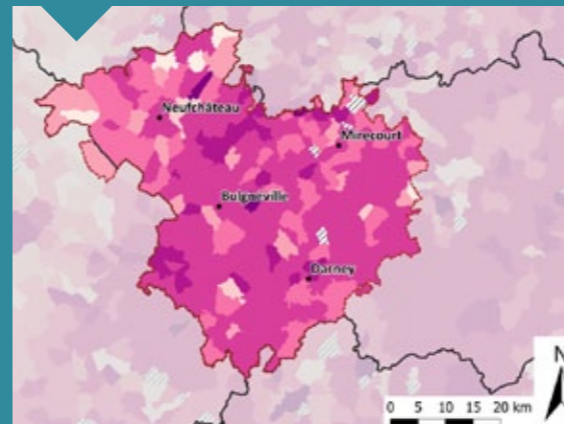 Neufchâteau
Mirecourt
Bulgnéville
Darney
N
0 5 10 15 20 km